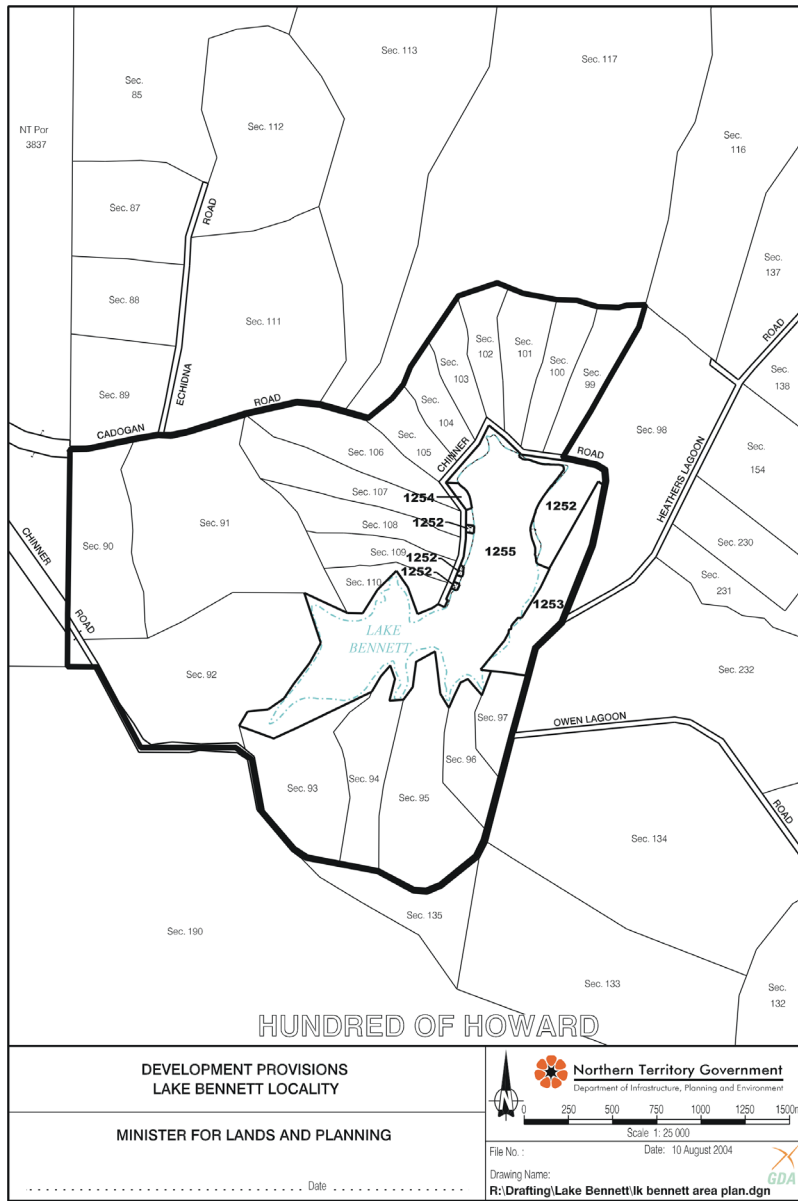 Sec. 113
Sec. 117
Sec.
85
Sec. 112
NT Por
3837
Sec.
116
Sec. 87
ROAD
Sec.
137
Sec. 88
Sec. 111
ROAD
Sec.
102
Sec.
101
Sec.
103
Sec.
100
Sec.
99
Sec.
138
Sec. 89
ECHIDNA
ROAD
CADOGAN
Sec.
104
Sec.
105
Sec. 98
CHINNER
ROAD
Sec. 106
Sec.
154
HEATHERS LAGOON
Sec. 107
1254
1252
Sec. 91
Sec. 108
1252
Sec. 90
Sec. 109
1255
1252
1252
Sec. 110
Sec. 230
Sec.
231
CHINNER
ROAD
1253
LAKE
BENNETT
Sec. 92
Sec. 232
Sec. 97
OWEN LAGOON
ROAD
Sec. 96
Sec. 94
Sec. 93
Sec. 95
Sec. 134
Sec. 135
Sec. 190
Sec. 133
Sec.
132
HUNDRED OF HOWARD
DEVELOPMENT PROVISIONS
LAKE BENNETT LOCALITY
MINISTER FOR LANDS AND PLANNING
Date
N
Northern Territory Government
Department of Infrastructure, Planning and Environment
0 250 500 750 1000 1250 1500m
Scale 1: 25 000
File No. :
Date: 10 August 2004
Drawing Name:
R:\Drafting\Lake Bennett\lk bennett area plan.dgn
GDA